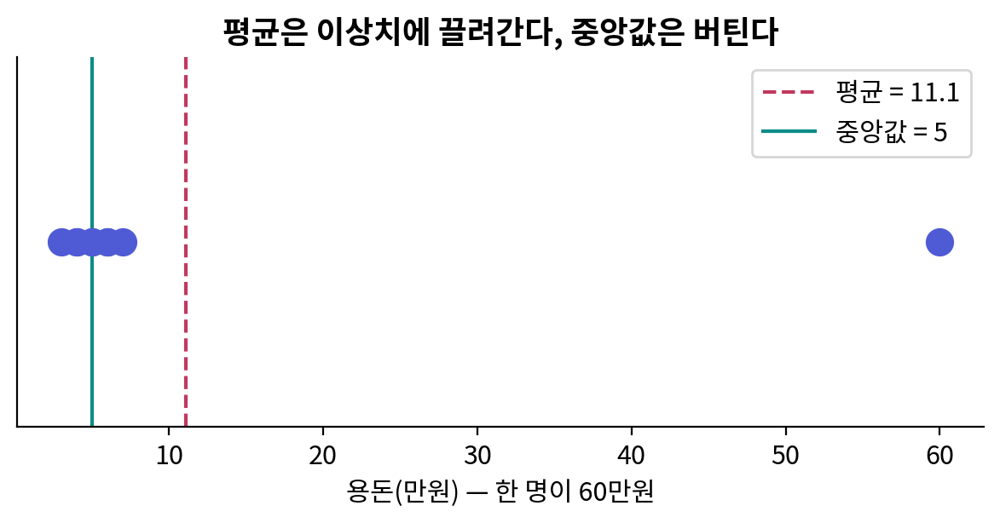 평균은 이상치에 끌려간다, 중앙값은 버틴다
평균 = 11.1
중앙값 = 5
10 20 30 40 50 60
용돈(만원) — 한 명이 60만원